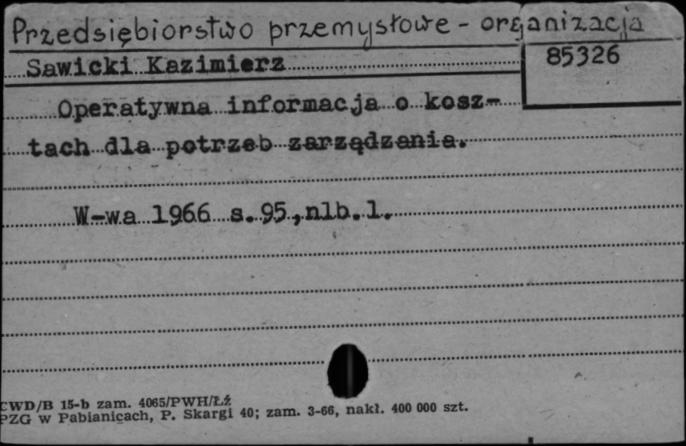 Przedsiębiorstwo przemysłowe - organizacja
Sawicki Kazimierz
85326
Operatywna informacja o kosz-
tach dla potrzeb zarządzania.
W-wa 1966 s.95,nlb.1.
CWD/B 15-b zam. 4065/PWH/Łź
PZG w Pabianicach, P. Skargi 40; zam. 3-66, nakł. 400 000 szt.